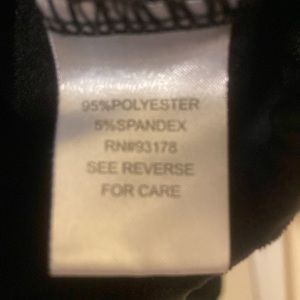 95%POLYESTER
5%SPANDEX
RN#93178
SEE REVERSE
FOR CARE